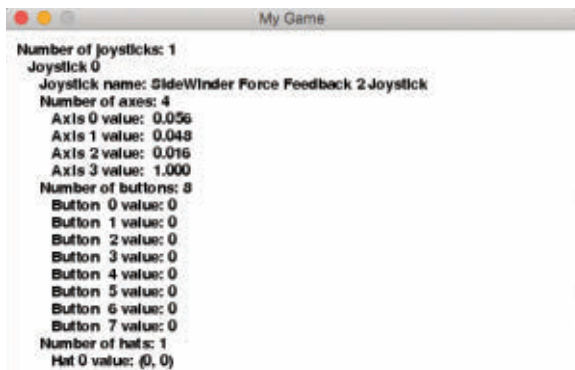 My Game
Number of joysticks: 1
Joystick 0
Joystick name: SideWinder Force Feedback 2 Joystick
Number of axes: 4
Axis 0 value: 0.056
Axis 1 value: 0.048
Axis 2 value: 0.016
Axis 3 value: 1.000
Number of buttons: 8
Button 0 value: 0
Button 1 value: 0
Button 2 value: 0
Button 3 value: 0
Button 4 value: 0
Button 5 value: 0
Button 6 value: 0
Button 7 value: 0
Number of hats: 1
Hat 0 value: (0, 0)